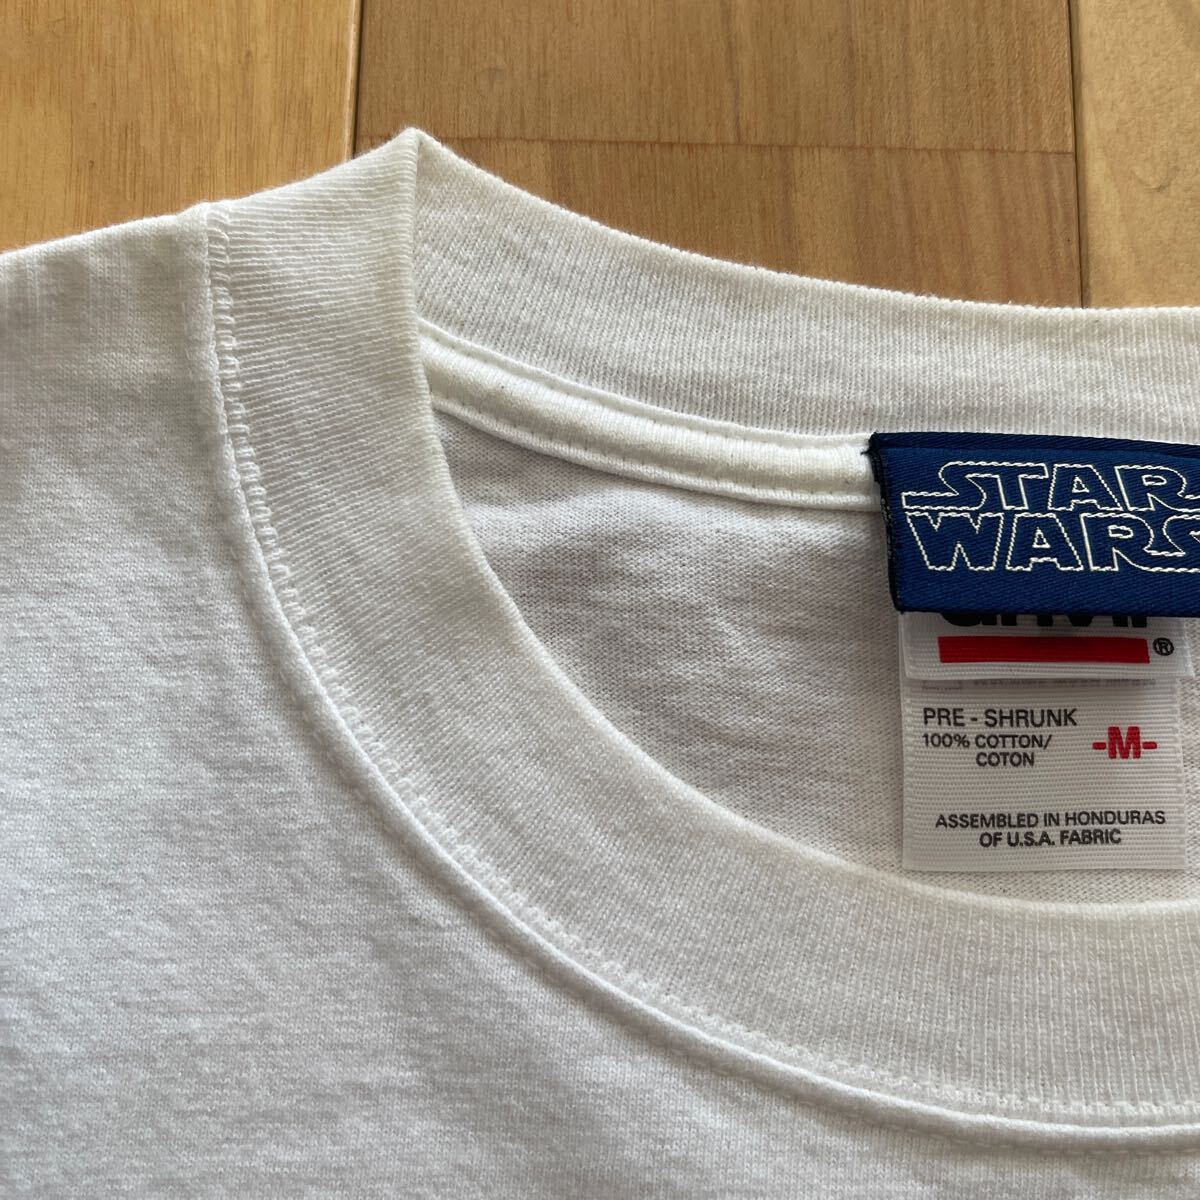 STAR
WARS
®
PRE - SHRUNK
100% COTTON/
COTON
-M-
ASSEMBLED IN HONDURAS
OF U.S.A. FABRIC